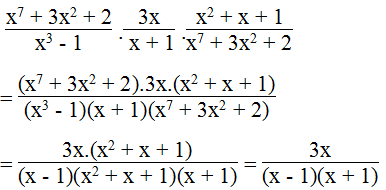 (x⁷ + 3x² + 2)/(x³ - 1) . 3x/(x + 1) . (x² + x + 1)/(x⁷ + 3x² + 2)
= ((x⁷ + 3x² + 2).3x.(x² + x + 1))/((x³ - 1)(x + 1)(x⁷ + 3x² + 2))
= (3x.(x² + x + 1))/((x - 1)(x² + x + 1)(x + 1)) = 3x/((x - 1)(x + 1))